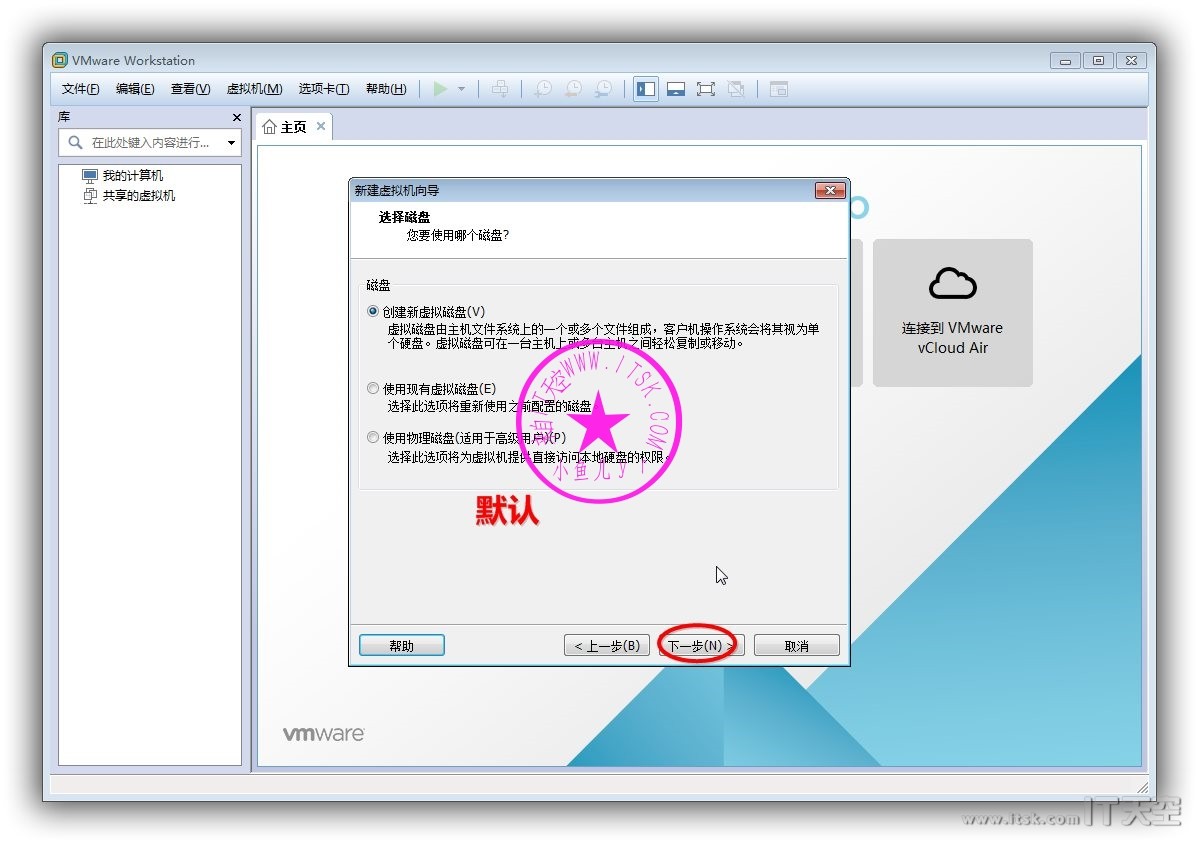 VMware Workstation
文件(F) 编辑(E) 查看(V) 虚拟机(M) 选项卡(T) 帮助(H)
库
在此处键入内容进行...
我的计算机
共享的虚拟机
主页
新建虚拟机向导
选择磁盘
您要使用哪个磁盘?
磁盘
创建新虚拟磁盘(V)
虚拟磁盘由主机文件系统上的一个或多个文件组成，客户机操作系统会将其视为单
个硬盘。虚拟磁盘可在一台主机上或多台主机之间轻松复制或移动。
使用现有虚拟磁盘(E)
选择此选项将重新使用之前配置的磁盘。
使用物理磁盘(适用于高级用户)(P)
选择此选项将为虚拟机提供直接访问本地硬盘的权限。
自IT天空WWW.ITSK.COM
小鱼儿yr
默认
帮助
< 上一步(B)
下一步(N) >
取消
连接到 VMware
vCloud Air
vmware
www.itsk.com IT天空